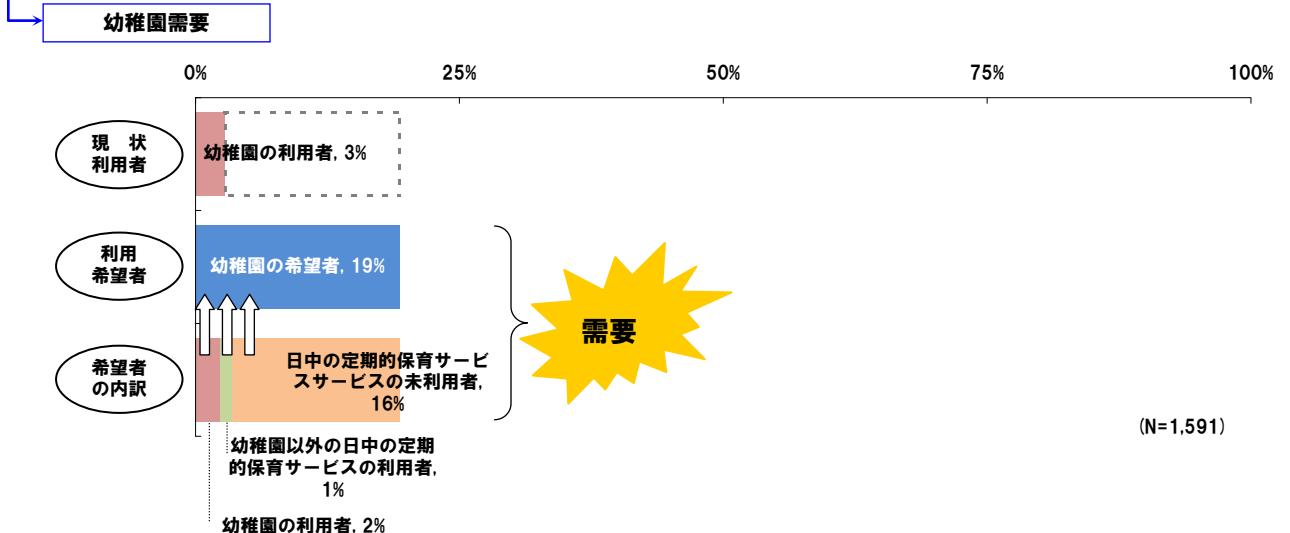 幼稚園需要
0%
25%
50%
75%
100%
現 状
利用者
幼稚園の利用者, 3%
利用
希望者
幼稚園の希望者, 19%
需要
希望者
の内訳
日中の定期的保育サービ
スサービスの未利用者,
16%
(N=1,591)
幼稚園以外の日中の定期
的保育サービスの利用者,
1%
幼稚園の利用者, 2%